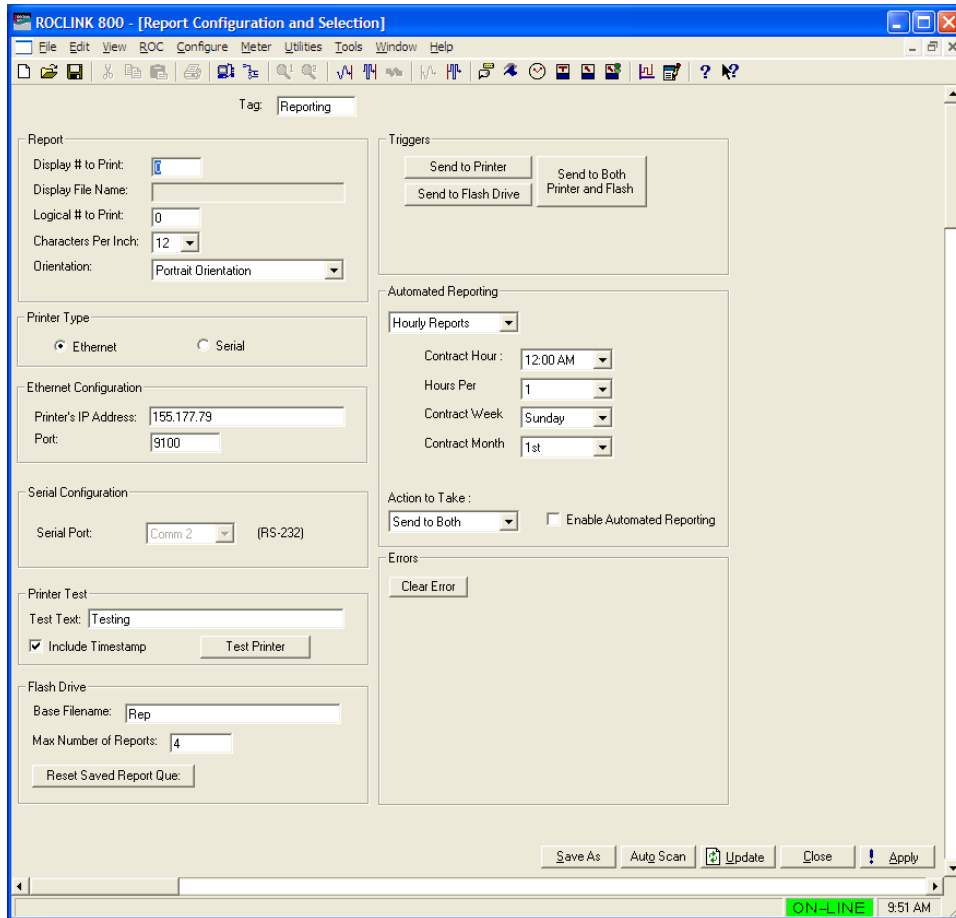 ROCLINK 800 - [Report Configuration and Selection]
File Edit View ROC Configure Meter Utilities Tools Window Help
Tag: Reporting
Report
Display # to Print: 0
Display File Name:
Logical # to Print: 0
Characters Per Inch: 12
Orientation: Portrait Orientation
Printer Type
Ethernet Serial
Ethernet Configuration
Printer's IP Address: 155.177.79
Port: 9100
Serial Configuration
Serial Port: Comm 2 (RS-232)
Printer Test
Test Text: Testing
Include Timestamp Test Printer
Flash Drive
Base Filename: Rep
Max Number of Reports: 4
Reset Saved Report Que:
Triggers
Send to Printer
Send to Flash Drive
Send to Both
Printer and Flash
Automated Reporting
Hourly Reports
Contract Hour : 12:00 AM
Hours Per 1
Contract Week Sunday
Contract Month 1st
Action to Take :
Send to Both Enable Automated Reporting
Errors
Clear Error
Save As Auto Scan Update Close ! Apply
ON-LINE 9:51 AM